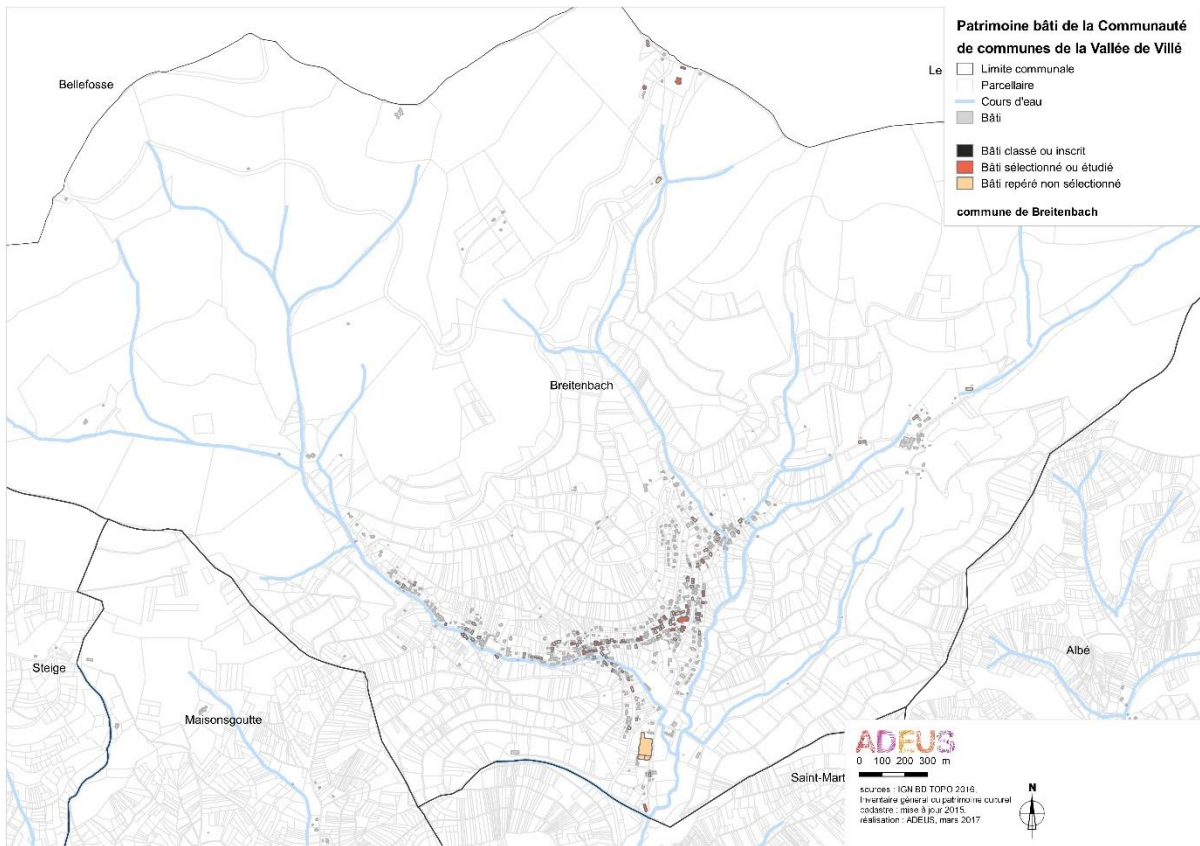 Patrimoine bâti de la Communauté
de communes de la Vallée de Villé
Limite communale
Parcellaire
Cours d'eau
Bâti
Bâti classé ou inscrit
Bâti sélectionné ou étudié
Bâti repéré non sélectionné
commune de Breitenbach
Bellefosse
Le
Breitenbach
Steige
Maisonsgoutte
Albé
Saint-Mart
ADEUS
0 100 200 300 m
sources : IGN BD TOPO 2016,
Inventaire général du patrimoine culturel
cadastre : mise à jour 2015.
réalisation : ADEUS, mars 2017
N